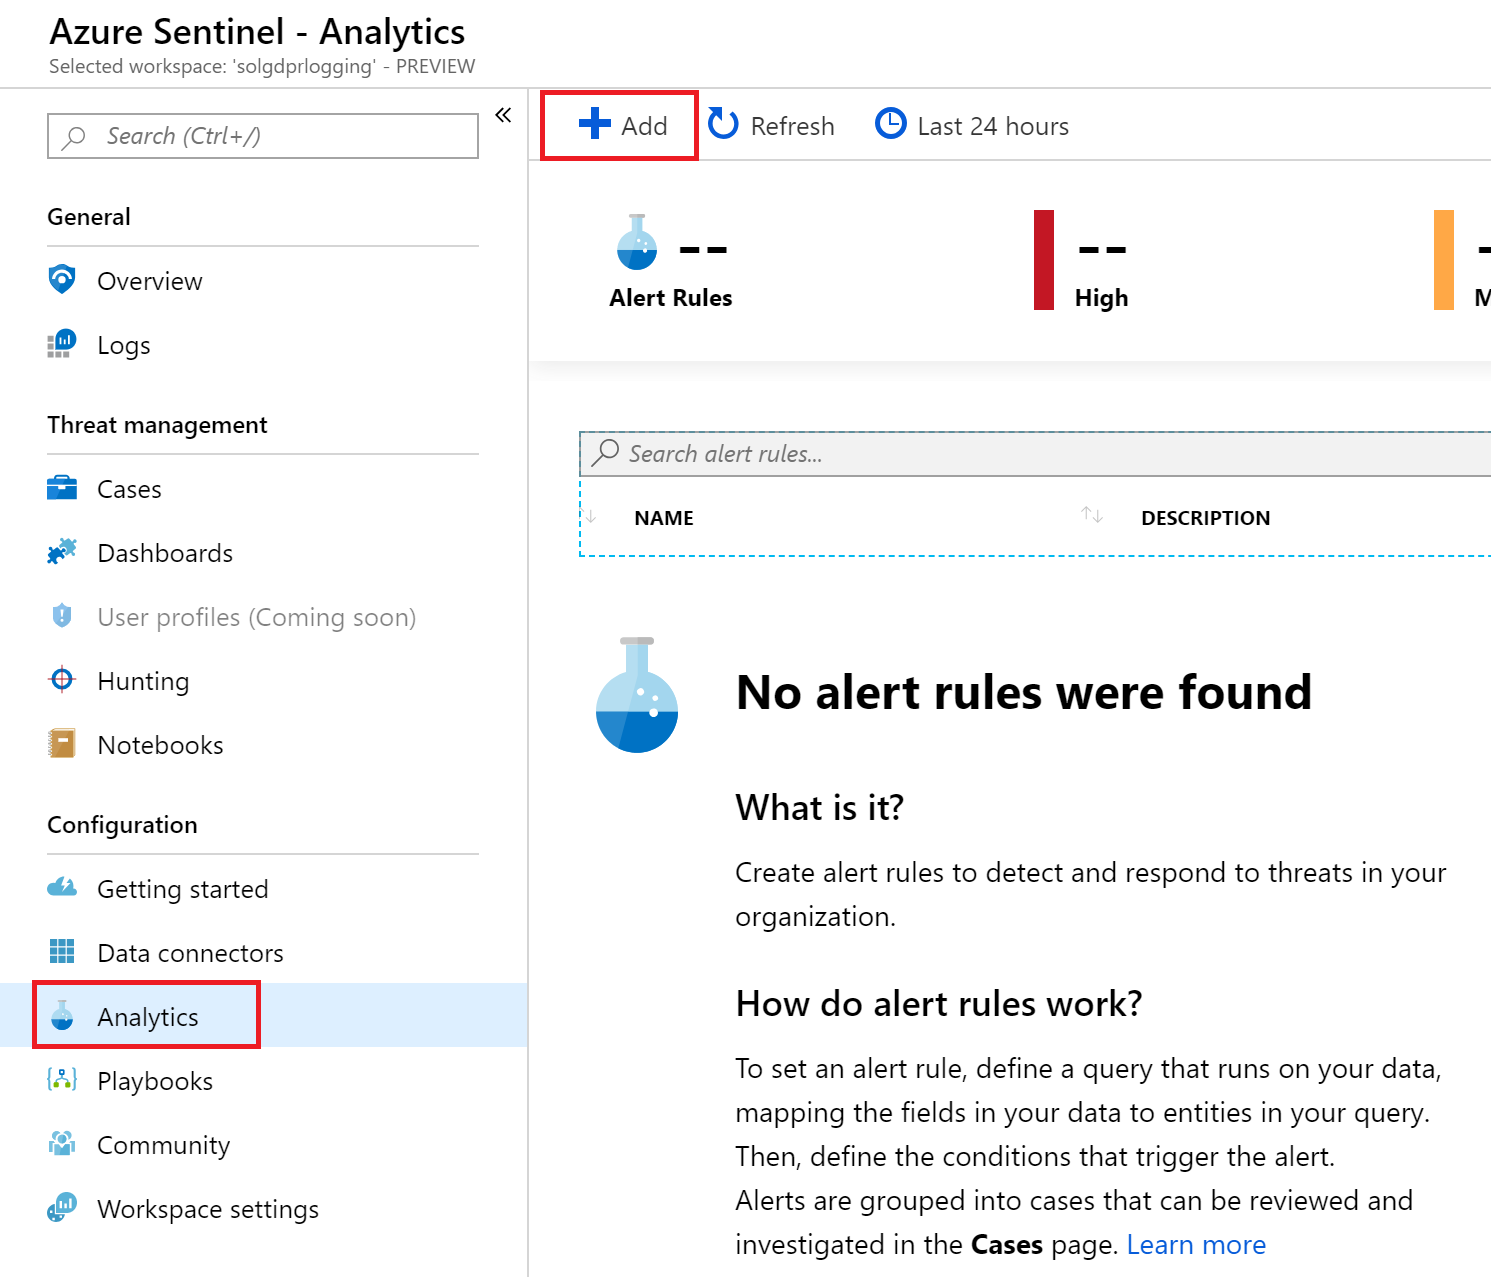 Azure Sentinel - Analytics
Selected workspace: 'solgdprlogging' - PREVIEW
Search (Ctrl+/)
«
General
Overview
Logs
Threat management
Cases
Dashboards
User profiles (Coming soon)
Hunting
Notebooks
Configuration
Getting started
Data connectors
Analytics
Playbooks
Community
Workspace settings
Add Refresh Last 24 hours
-- --
Alert Rules High
Search alert rules...
NAME DESCRIPTION
No alert rules were found
What is it?
Create alert rules to detect and respond to threats in your
organization.
How do alert rules work?
To set an alert rule, define a query that runs on your data,
mapping the fields in your data to entities in your query.
Then, define the conditions that trigger the alert.
Alerts are grouped into cases that can be reviewed and
investigated in the Cases page. Learn more